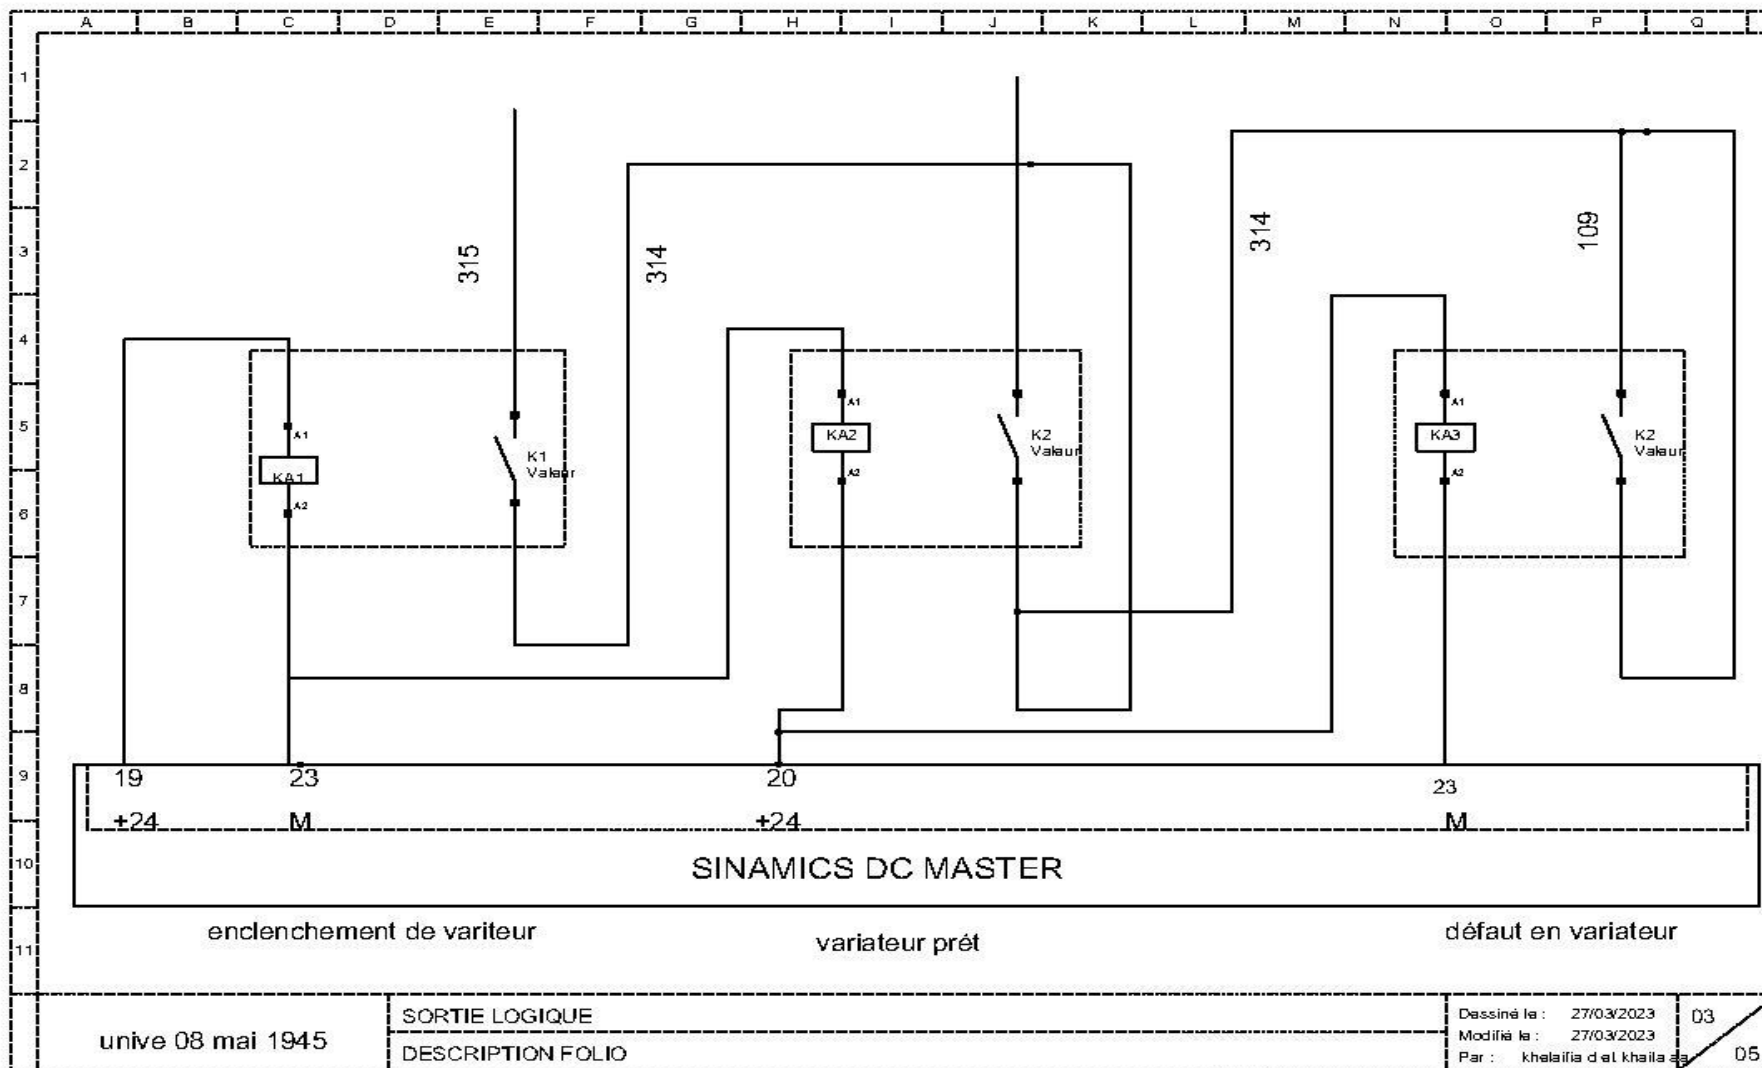 A B C D E F G H I J K L M N O P Q
1
2
3
4
5
6
7
8
9
10
11
315
314
314
109
A1
KA1
A2
K1
Valeur
A1
KA2
A2
K2
Valeur
A1
KA3
A2
K2
Valeur
19 23 20 23
+24 M +24 M
SINAMICS DC MASTER
enclenchement de variteur
variateur prét
défaut en variateur
unive 08 mai 1945
SORTIE LOGIQUE
DESCRIPTION FOLIO
Dessiné le : 27/03/2023
Modifié le : 27/03/2023
Par : khelaifia d et
03
05